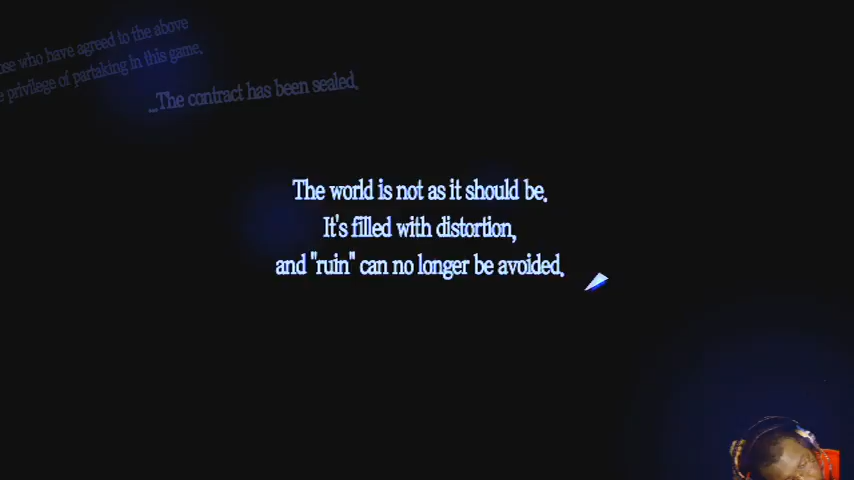 who have agreed to the above
privilege of partaking in this game.
...The contract has been sealed.
The world is not as it should be.
It's filled with distortion,
and "ruin" can no longer be avoided.